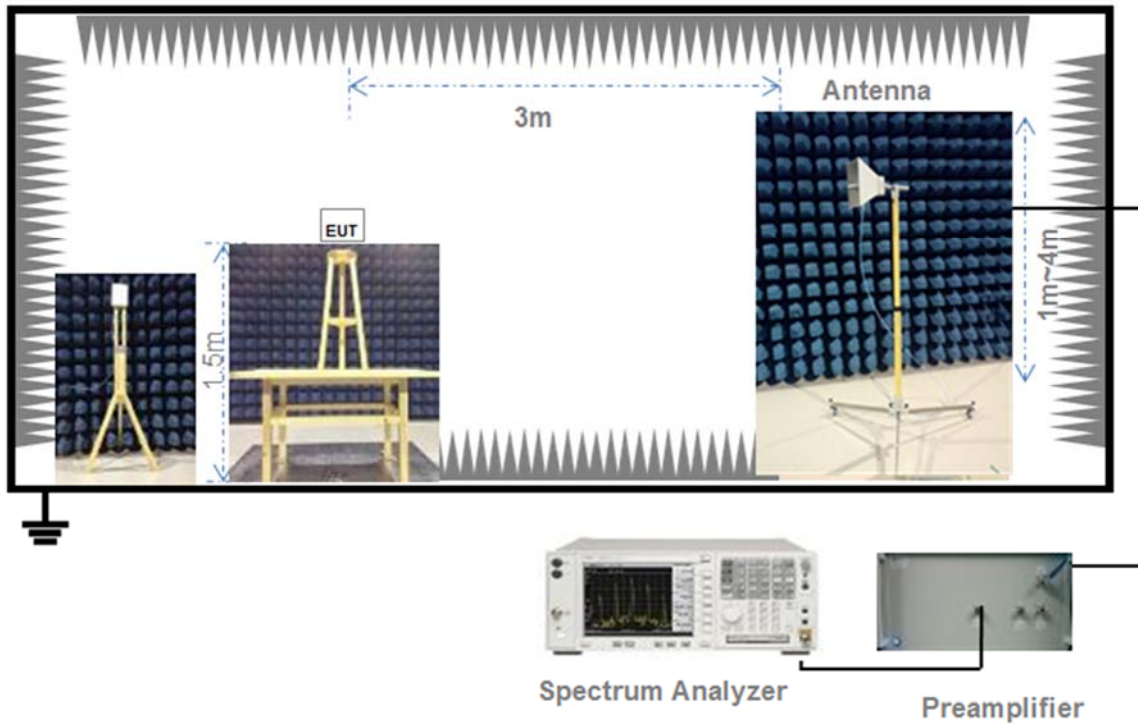 Antenna
3m
EUT
1.5m
1m~4m
Spectrum Analyzer
Preamplifier